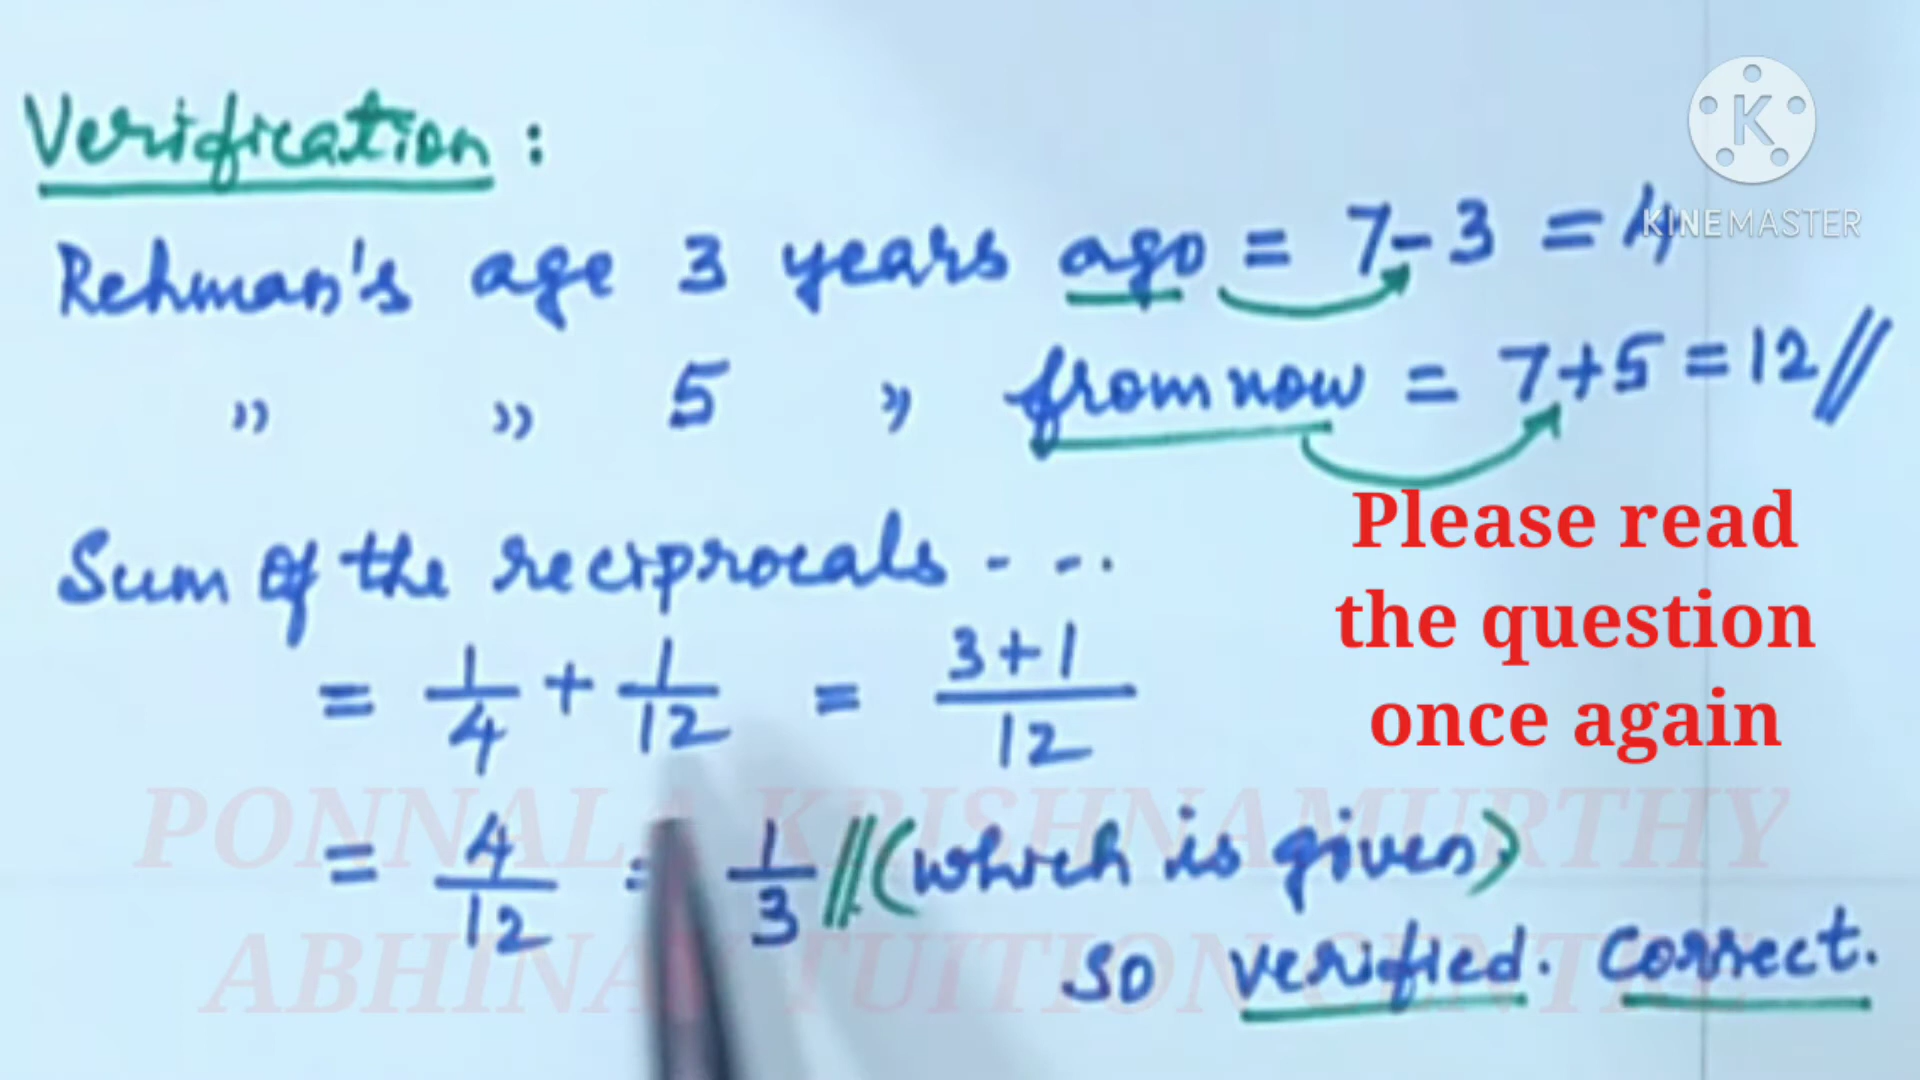 Verification :
Rehman's age 3 years ago = 7-3 = 4
" " 5 " from now = 7+5 = 12 //
Sum of the reciprocals - - -
= 1/4 + 1/12 = 3+1/12
= 4/12 = 1/3 // (which is given)
so verified. Correct.
Please read
the question
once again
K
KINEMASTER
PONNALA KRISHNAMURTHY
ABHINAV TUITION CENTRE